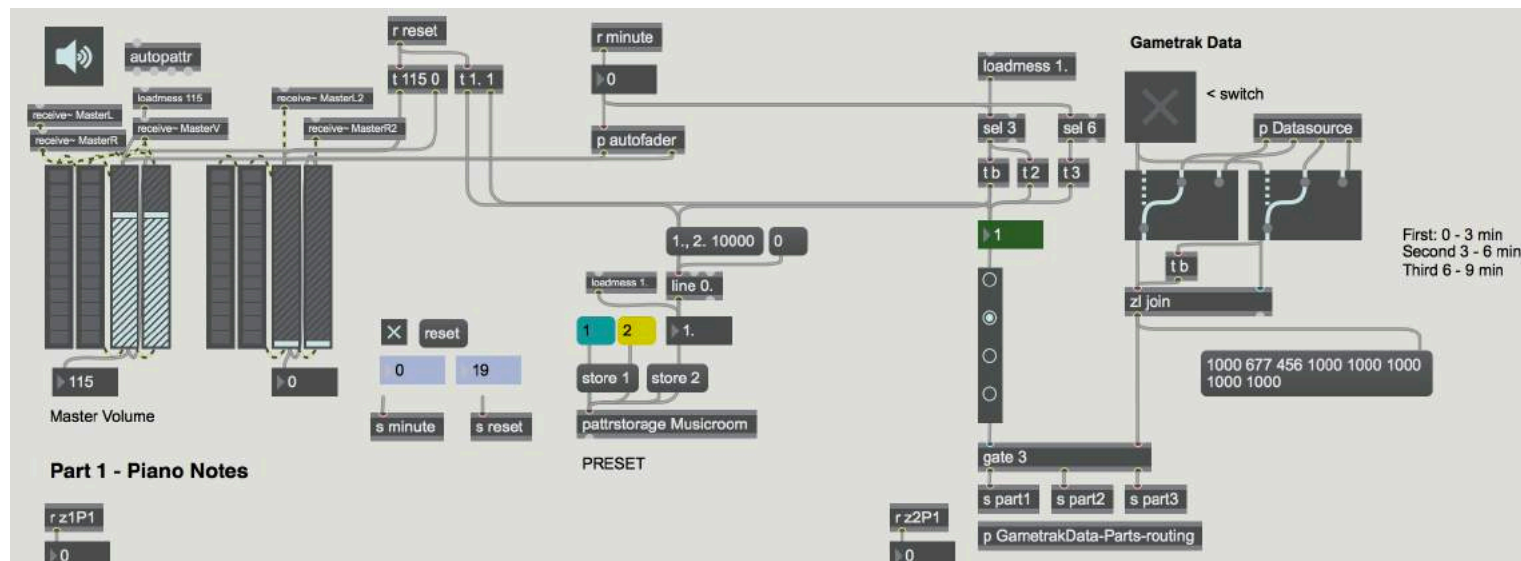 autopattr
r reset
r minute
loadmess 1.
Gametrak Data
t 115 0
t 1. 1
0
< switch
loadmess 115
receive~ MasterL2
receive~ MasterL
receive~ MasterV
receive~ MasterR2
receive~ MasterR
p autofader
sel 3
sel 6
p Datasource
t b
t 2
t 3
1., 2. 10000
0
1
First: 0 - 3 min
Second 3 - 6 min
Third 6 - 9 min
t b
loadmess 1.
line 0.
zl join
1
2
1.
reset
0
19
115
0
store 1
store 2
1000 677 456 1000 1000 1000
1000 1000
Master Volume
s minute
s reset
pattrstorage Musicroom
PRESET
gate 3
Part 1 - Piano Notes
s part1
s part2
s part3
r z1P1
r z2P1
p GametrakData-Parts-routing
0
0